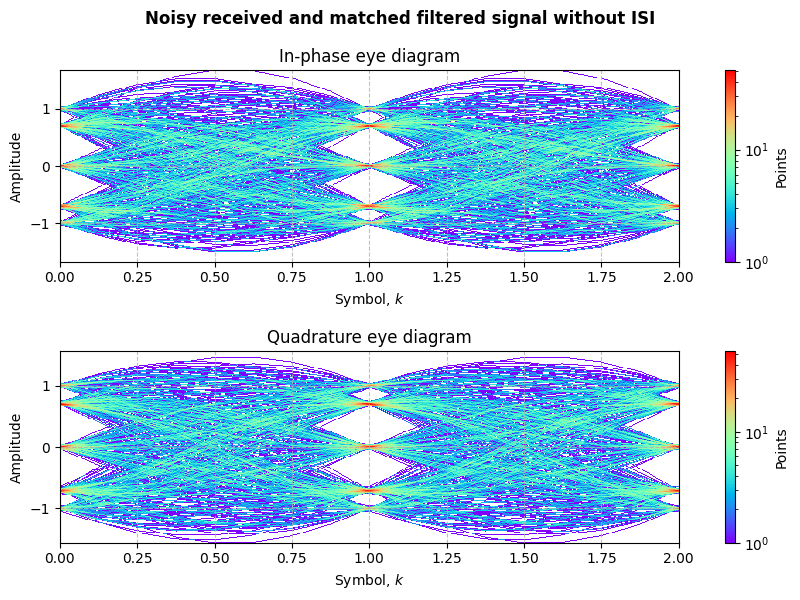 Noisy received and matched filtered signal without ISI
In-phase eye diagram
Amplitude
1
0
−1
0.00 0.25 0.50 0.75 1.00 1.25 1.50 1.75 2.00
Symbol, k
10¹
10⁰
Points
Quadrature eye diagram
Amplitude
1
0
−1
0.00 0.25 0.50 0.75 1.00 1.25 1.50 1.75 2.00
Symbol, k
10¹
10⁰
Points